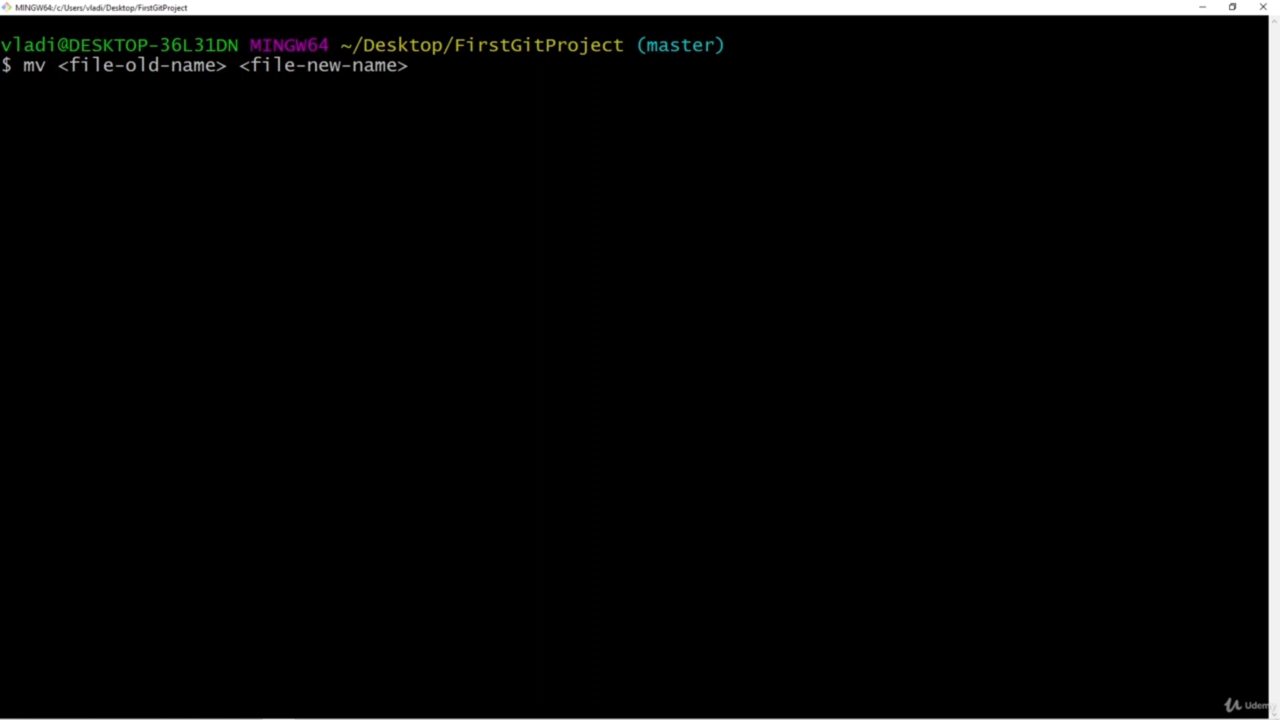 MINGW64:/c/Users/vladi/Desktop/FirstGitProject
vladi@DESKTOP-36L31DN MINGW64 ~/Desktop/FirstGitProject (master)
$ mv <file-old-name> <file-new-name>
Udemy